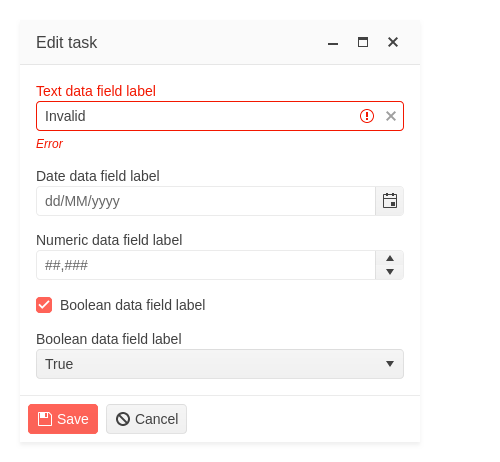 Edit task
Text data field label
Invalid
Error
Date data field label
dd/MM/yyyy
Numeric data field label
##,###
Boolean data field label
Boolean data field label
True
Save Cancel